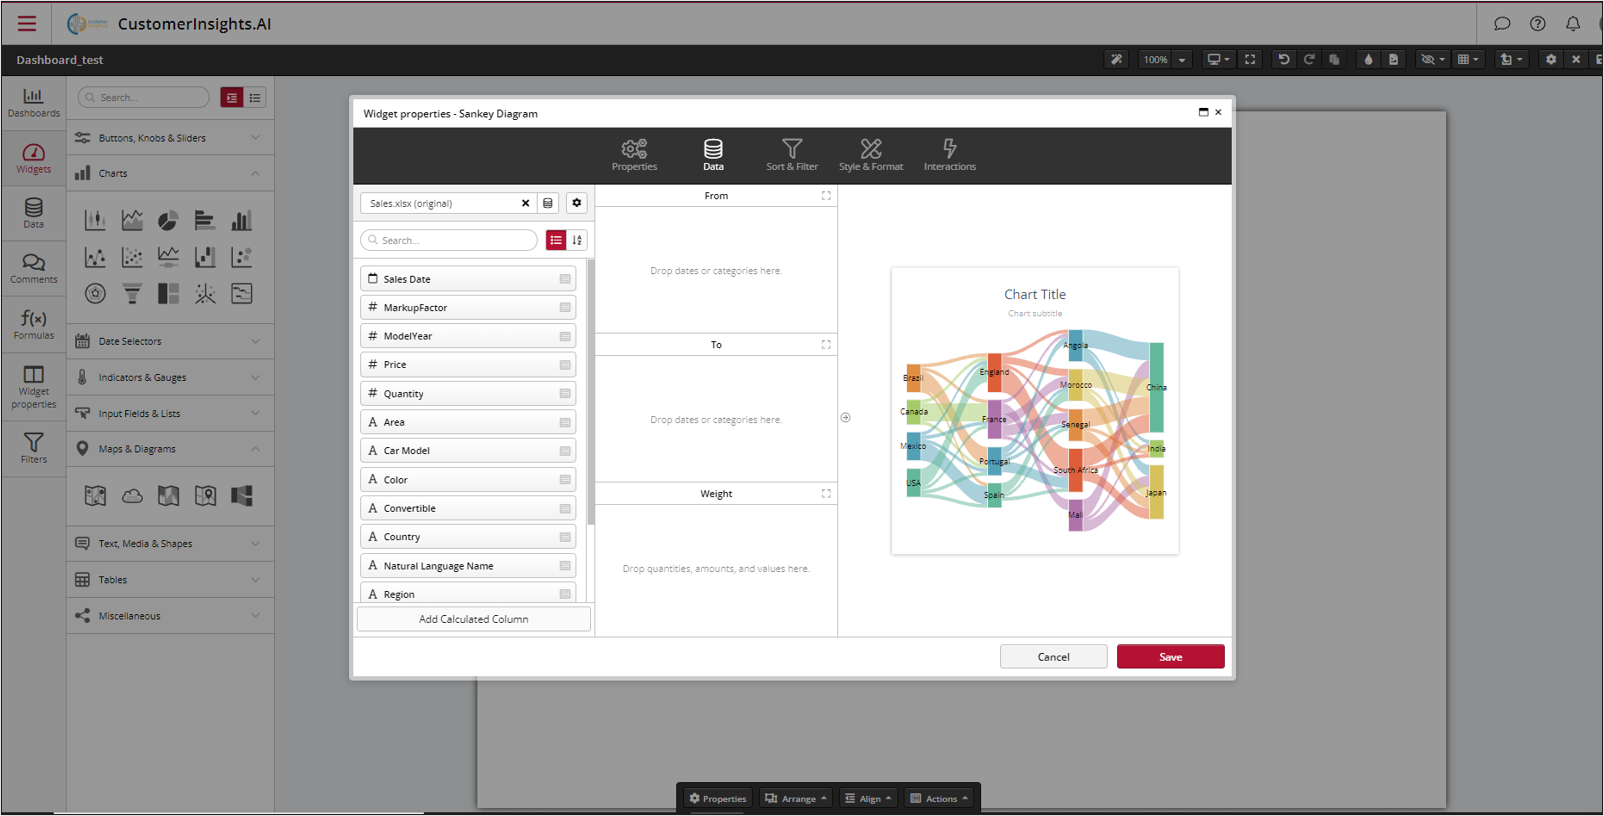 CustomerInsights.AI
Dashboard_test
100%
Dashboards
Widgets
Data
Comments
f(x)
Formulas
Widget
properties
Filters
Search...
Buttons, Knobs & Sliders
Charts
Date Selectors
Indicators & Gauges
Input Fields & Lists
Maps & Diagrams
Text, Media & Shapes
Tables
Miscellaneous
Widget properties - Sankey Diagram
Properties
Data
Sort & Filter
Style & Format
Interactions
Sales.xlsx (original)
Search...
Sales Date
# MarkupFactor
# ModelYear
# Price
# Quantity
A Area
A Car Model
A Color
A Convertible
A Country
A Natural Language Name
A Region
Add Calculated Column
From
Drop dates or categories here.
To
Drop dates or categories here.
Weight
Drop quantities, amounts, and values here.
Chart Title
Chart subtitle
Brazil
Canada
Mexico
USA
England
France
Portugal
Spain
Angola
Morocco
Senegal
South Africa
Mali
China
India
Japan
Cancel
Save
Properties
Arrange
Align
Actions